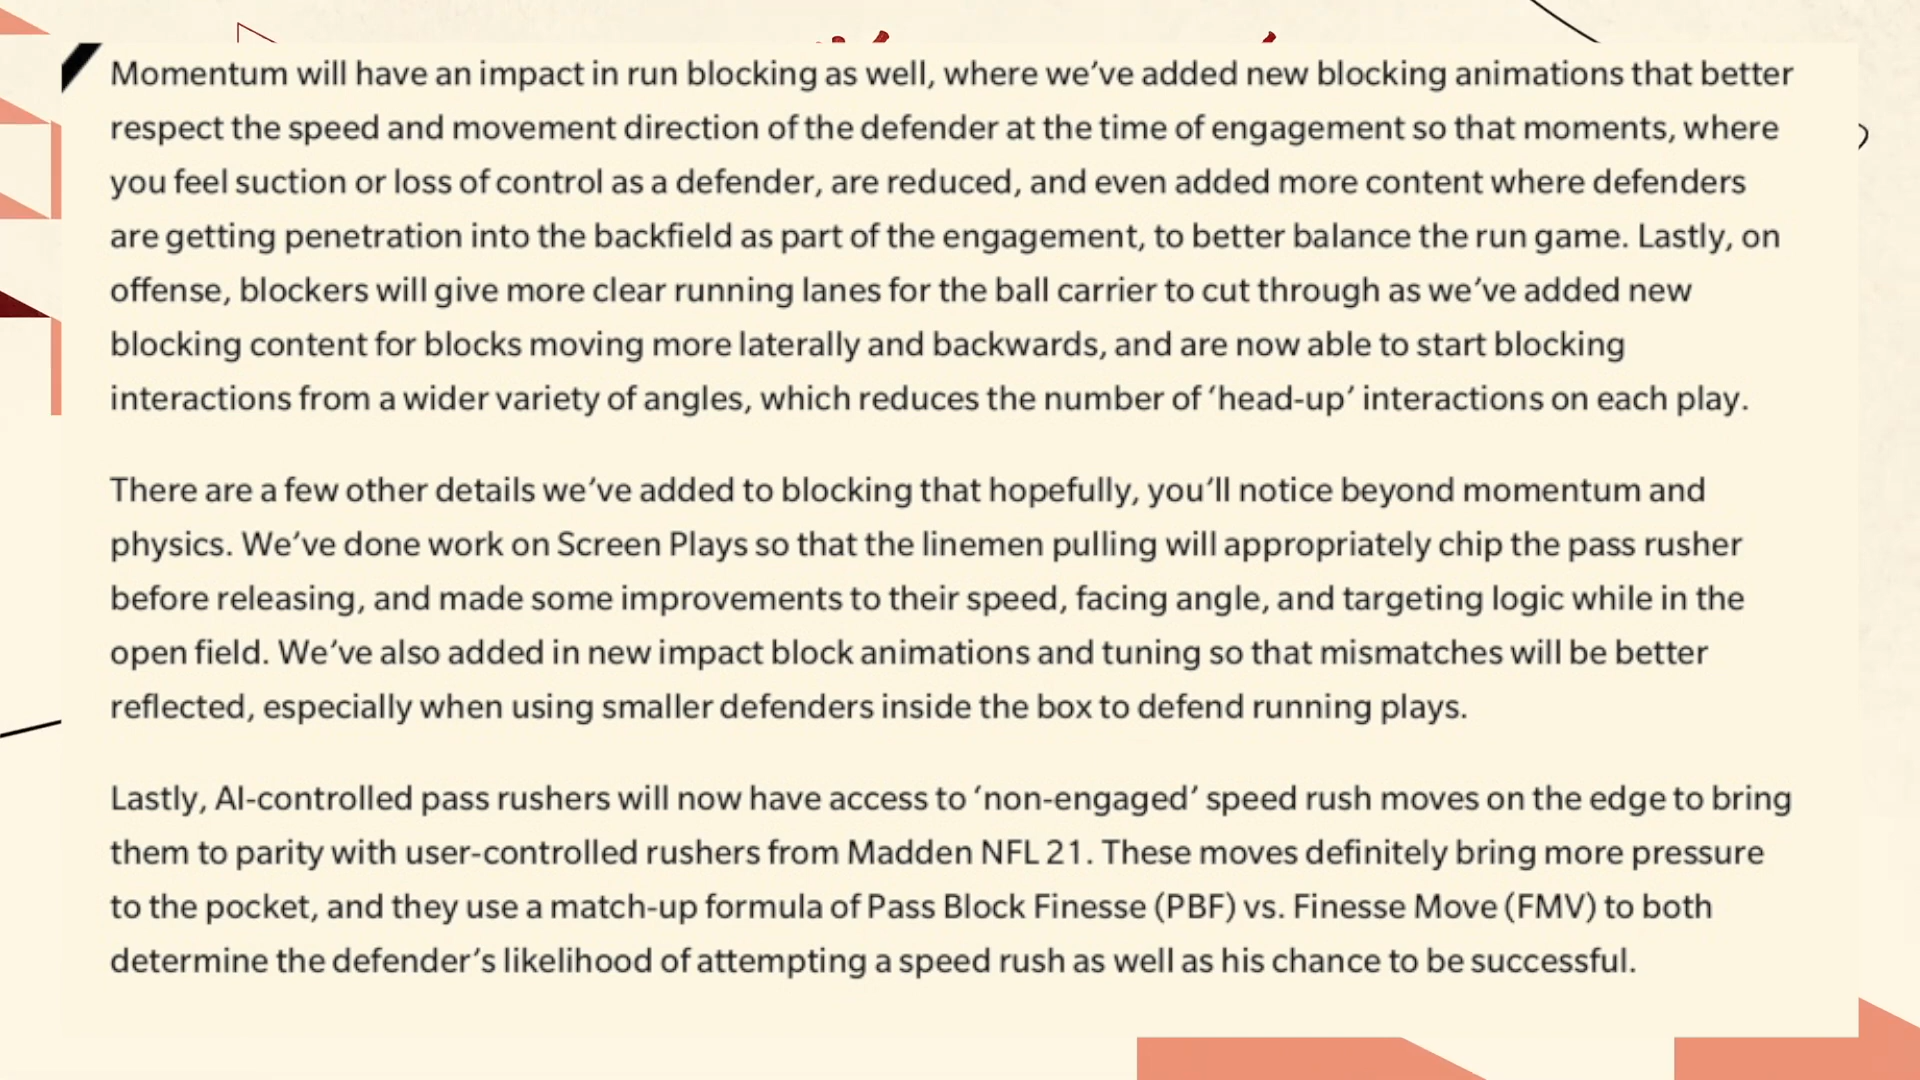 Momentum will have an impact in run blocking as well, where we’ve added new blocking animations that better
respect the speed and movement direction of the defender at the time of engagement so that moments, where
you feel suction or loss of control as a defender, are reduced, and even added more content where defenders
are getting penetration into the backfield as part of the engagement, to better balance the run game. Lastly, on
offense, blockers will give more clear running lanes for the ball carrier to cut through as we’ve added new
blocking content for blocks moving more laterally and backwards, and are now able to start blocking
interactions from a wider variety of angles, which reduces the number of ‘head-up’ interactions on each play.
There are a few other details we’ve added to blocking that hopefully, you’ll notice beyond momentum and
physics. We’ve done work on Screen Plays so that the linemen pulling will appropriately chip the pass rusher
before releasing, and made some improvements to their speed, facing angle, and targeting logic while in the
open field. We’ve also added in new impact block animations and tuning so that mismatches will be better
reflected, especially when using smaller defenders inside the box to defend running plays.
Lastly, AI-controlled pass rushers will now have access to ‘non-engaged’ speed rush moves on the edge to bring
them to parity with user-controlled rushers from Madden NFL 21. These moves definitely bring more pressure
to the pocket, and they use a match-up formula of Pass Block Finesse (PBF) vs. Finesse Move (FMV) to both
determine the defender’s likelihood of attempting a speed rush as well as his chance to be successful.